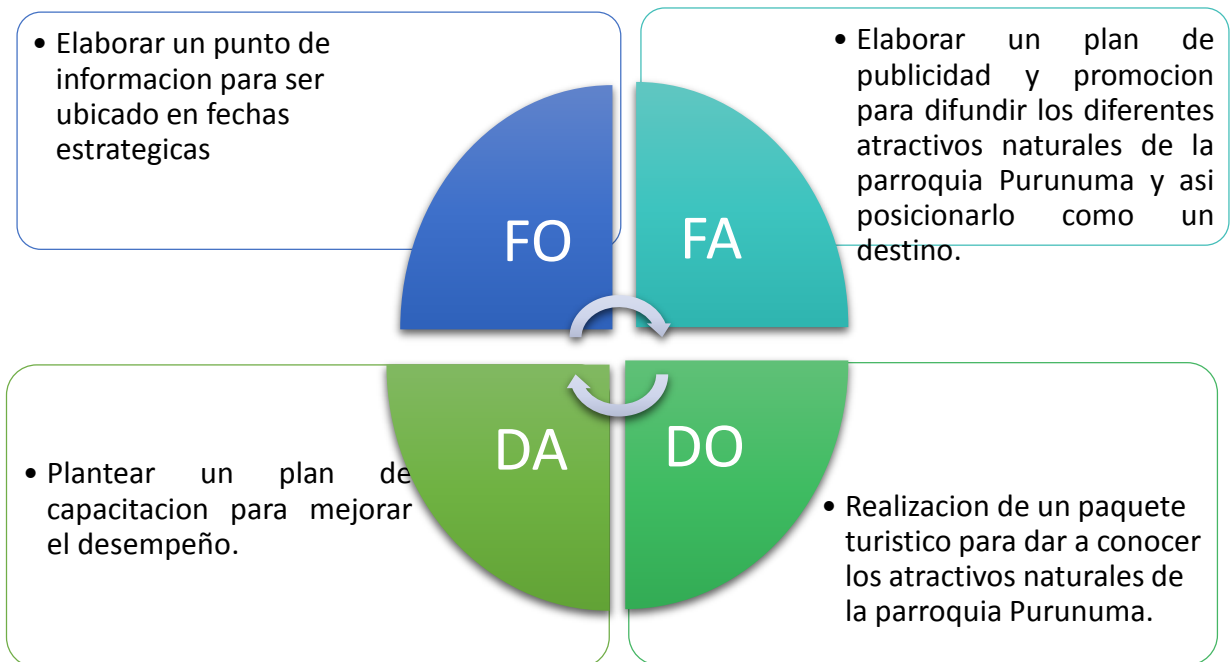 • Elaborar un punto de
informacion para ser
ubicado en fechas
estrategicas
• Elaborar un plan de
publicidad y promocion
para difundir los diferentes
atractivos naturales de la
parroquia Purunuma y asi
posicionarlo como un
destino.
FO
FA
DA
DO
• Plantear un plan de
capacitacion para mejorar
el desempeño.
• Realizacion de un paquete
turistico para dar a conocer
los atractivos naturales de
la parroquia Purunuma.